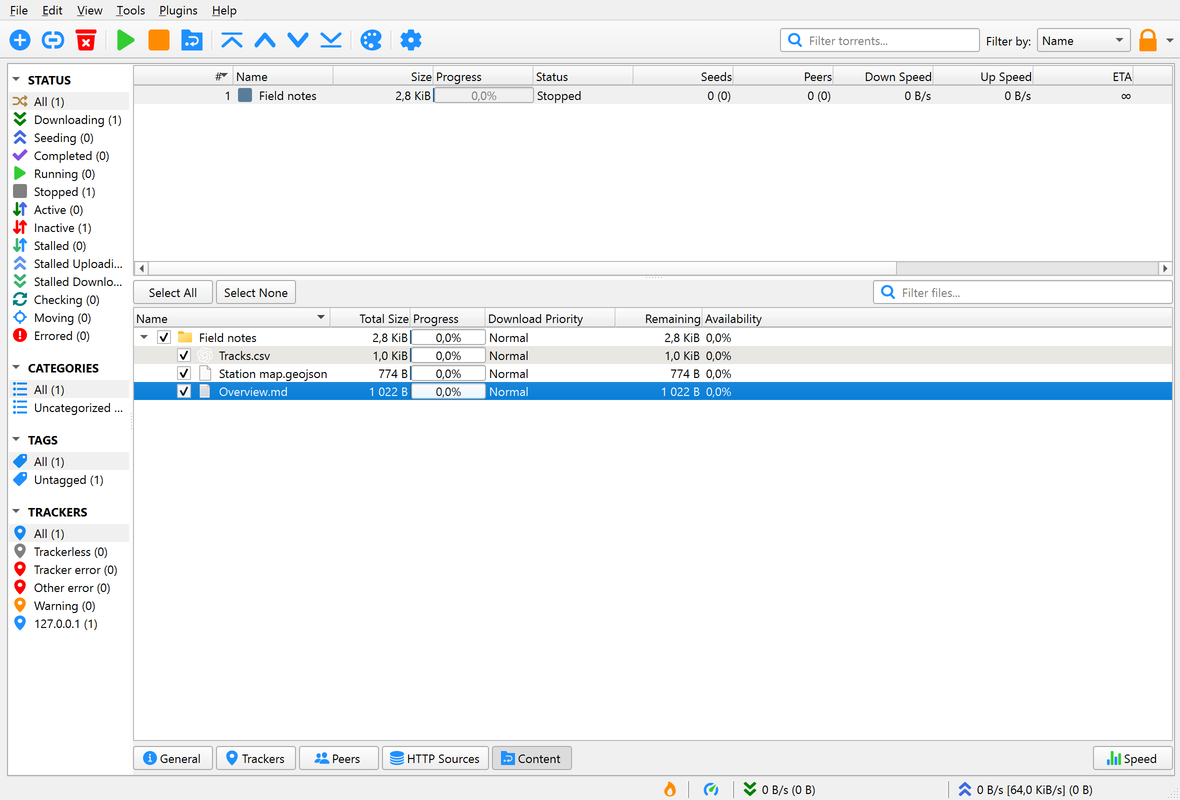 File Edit View Tools Plugins Help
Filter torrents... Filter by: Name
STATUS
All (1)
Downloading (1)
Seeding (0)
Completed (0)
Running (0)
Stopped (1)
Active (0)
Inactive (1)
Stalled (0)
Stalled Uploadi...
Stalled Downlo...
Checking (0)
Moving (0)
Errored (0)
CATEGORIES
All (1)
Uncategorized ...
TAGS
All (1)
Untagged (1)
TRACKERS
All (1)
Trackerless (0)
Tracker error (0)
Other error (0)
Warning (0)
127.0.0.1 (1)
# Name Size Progress Status Seeds Peers Down Speed Up Speed ETA
1 Field notes 2,8 KiB 0,0% Stopped 0 (0) 0 (0) 0 B/s 0 B/s ∞
Select All Select None Filter files...
Name Total Size Progress Download Priority Remaining Availability
Field notes 2,8 KiB 0,0% Normal 2,8 KiB 0,0%
Tracks.csv 1,0 KiB 0,0% Normal 1,0 KiB 0,0%
Station map.geojson 774 B 0,0% Normal 774 B 0,0%
Overview.md 1 022 B 0,0% Normal 1 022 B 0,0%
General Trackers Peers HTTP Sources Content Speed
0 B/s (0 B) 0 B/s [64,0 KiB/s] (0 B)